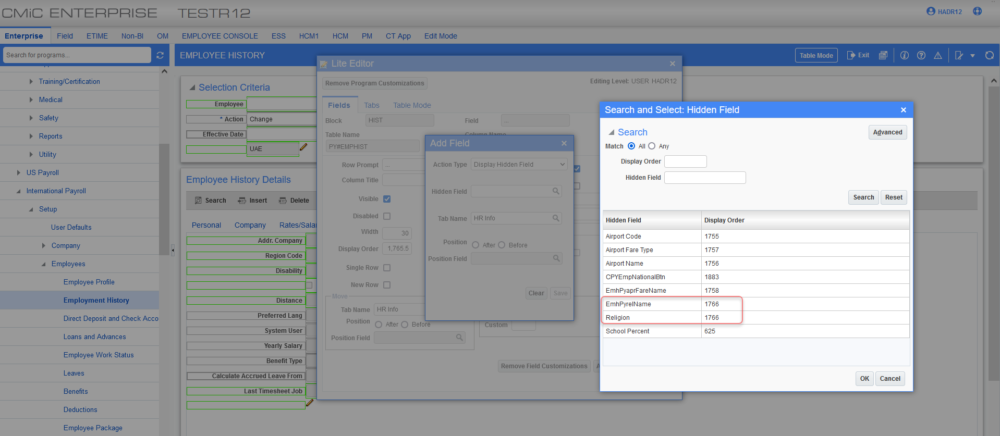 CMiC ENTERPRISE TESTR12
HADR12
Enterprise Field ETIME Non-BI OM EMPLOYEE CONSOLE ESS HCM1 HCM PM CT App Edit Mode
Search for programs...
EMPLOYEE HISTORY
Table Mode Exit
Training/Certification
Medical
Safety
Reports
Utility
US Payroll
International Payroll
Setup
User Defaults
Company
Employees
Employee Profile
Employment History
Direct Deposit and Check Acco
Loans and Advances
Employee Work Status
Leaves
Benefits
Deductions
Employee Package
Selection Criteria
Employee
* Action Change
Effective Date
UAE
Employee History Details
Search Insert Delete
Personal Company Rates/Salar
Addr. Company
Region Code
Disability
Distance
Preferred Lang
System User
Yearly Salary
Benefit Type
Calculate Accrued Leave From
Last Timesheet Job
Lite Editor
Remove Program Customizations
Editing Level: USER HADR12
Fields Tabs Table Mode
Block HIST Field ...
Table Name
PY#EMPHIST
Row Prompt ...
Column Title
Visible
Disabled
Width 30
Display Order 1,765.5
Single Row
New Row
Move
Tab Name HR Info
Position After Before
Position Field
Custom
Remove Field Customizations
Add Field
Action Type Display Hidden Field
Hidden Field
Tab Name HR Info
Position After Before
Position Field
Clear Save
Search and Select: Hidden Field
Search
Advanced
Match All Any
Display Order
Hidden Field
Search Reset
Hidden Field Display Order
Airport Code 1755
Airport Fare Type 1757
Airport Name 1756
CPYEmpNationalBtn 1883
EmhPyaprFareName 1758
EmhPyrelName 1766
Religion 1766
School Percent 625
OK Cancel